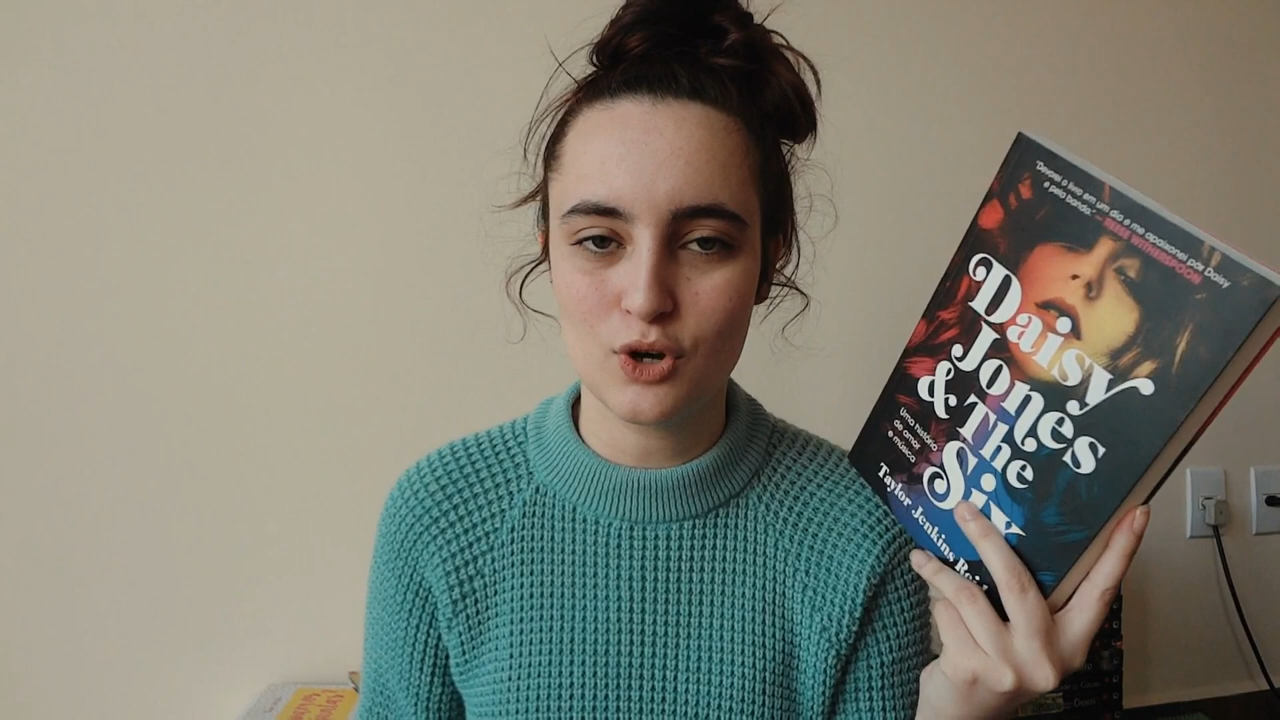 "Devorei o livro em um dia e me apaixonei por Daisy
e pela banda." — REESE WITHERSPOON
Daisy
Jones
& The
Six
Uma história
de amor
e música
Taylor Jenkins Reid